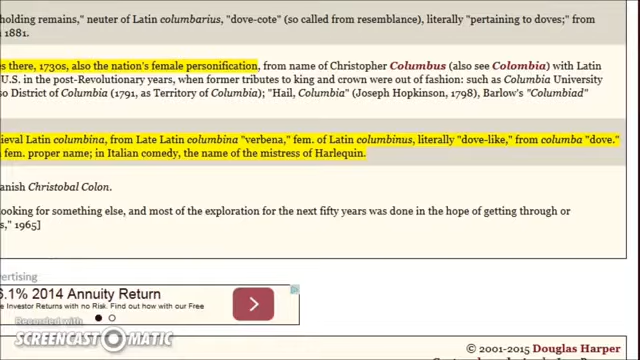 holding remains," neuter of Latin columbarius, "dove-cote" (so called from resemblance), literally "pertaining to doves;" from
1881.
s there, 1730s, also the nation's female personification, from name of Christopher Columbus (also see Colombia) with Latin
U.S. in the post-Revolutionary years, when former tributes to king and crown were out of fashion: such as Columbia University
so District of Columbia (1791, as Territory of Columbia); "Hail, Columbia" (Joseph Hopkinson, 1798), Barlow's "Columbiad"
ieval Latin columbina, from Late Latin columbina "verbena," fem. of Latin columbinus, literally "dove-like," from columba "dove."
fem. proper name; in Italian comedy, the name of the mistress of Harlequin.
anish Christobal Colon.
ooking for something else, and most of the exploration for the next fifty years was done in the hope of getting through or
s," 1965]
ertising
6.1% 2014 Annuity Return
e Investor Returns with no Risk. Find out how with our Free
Recorded with
SCREENCAST MATIC
© 2001-2015 Douglas Harper